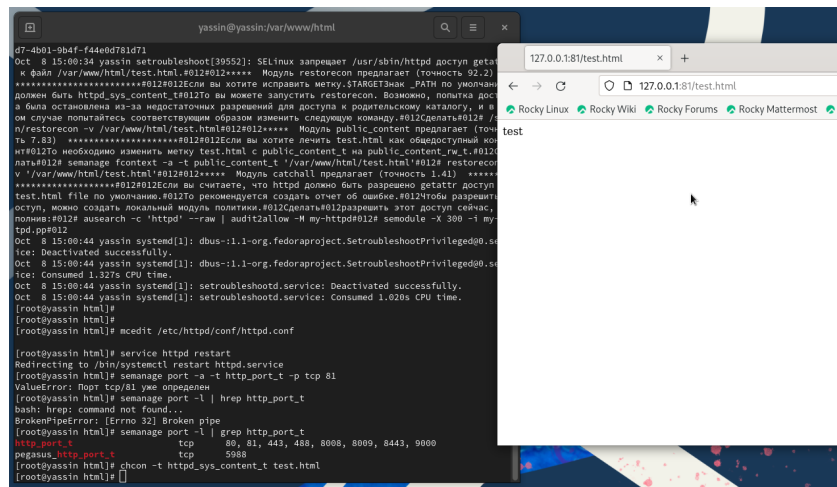 yassin@yassin:/var/www/html
d7-4b01-9b4f-f44e0d781d71
Oct  8 15:00:34 yassin setroubleshoot[39552]: SELinux запрещает /usr/sbin/httpd доступ getat
к файл /var/www/html/test.html.#012#012***** Модуль restorecon предлагает (точность 92.2)
************************#012#012Если вы хотите исправить метку.$TARGETЗнак _PATH по умолчани
должен быть httpd_sys_content_t#012То вы можете запустить restorecon. Возможно, попытка дост
а была остановлена из-за недостаточных разрешений для доступа к родительскому каталогу, и в
ом случае попытайтесь соответствующим образом изменить следующую команду.#012Сделать#012# /s
n/restorecon -v /var/www/html/test.html#012#012***** Модуль public_content предлагает (точн
ть 7.83) ********************#012#012Если вы хотите лечить test.html как общедоступный кон
нт#012То необходимо изменить метку test.html с public_content_t на public_content_rw_t.#012С
лать#012# semanage fcontext -a -t public_content_t '/var/www/html/test.html'#012# restorecon
v '/var/www/html/test.html'#012#012***** Модуль catchall предлагает (точность 1.41) ******
*******************#012#012Если вы считаете, что httpd должно быть разрешено getattr доступ
test.html file по умолчанию.#012То рекомендуется создать отчет об ошибке.#012Чтобы разрешить
оступ, можно создать локальный модуль политики.#012Сделать#012разрешить этот доступ сейчас,
полнив:#012# ausearch -c 'httpd' --raw | audit2allow -M my-httpd#012# semodule -X 300 -i my-
tpd.pp#012
Oct  8 15:00:44 yassin systemd[1]: dbus-:1.1-org.fedoraproject.SetroubleshootPrivileged@0.se
ice: Deactivated successfully.
Oct  8 15:00:44 yassin systemd[1]: dbus-:1.1-org.fedoraproject.SetroubleshootPrivileged@0.se
ice: Consumed 1.327s CPU time.
Oct  8 15:00:44 yassin systemd[1]: setroubleshootd.service: Deactivated successfully.
Oct  8 15:00:44 yassin systemd[1]: setroubleshootd.service: Consumed 1.020s CPU time.
[root@yassin html]#
[root@yassin html]#
[root@yassin html]# mcedit /etc/httpd/conf/httpd.conf
[root@yassin html]# service httpd restart
Redirecting to /bin/systemctl restart httpd.service
[root@yassin html]# semanage port -a -t http_port_t -p tcp 81
ValueError: Порт tcp/81 уже определен
[root@yassin html]# semanage port -l | hrep http_port_t
bash: hrep: command not found...
BrokenPipeError: [Errno 32] Broken pipe
[root@yassin html]# semanage port -l | grep http_port_t
http_port_t tcp 80, 81, 443, 488, 8008, 8009, 8443, 9000
pegasus_http_port_t tcp 5988
[root@yassin html]# chcon -t httpd_sys_content_t test.html
[root@yassin html]#
127.0.0.1:81/test.html
127.0.0.1:81/test.html
Rocky Linux Rocky Wiki Rocky Forums Rocky Mattermost
test